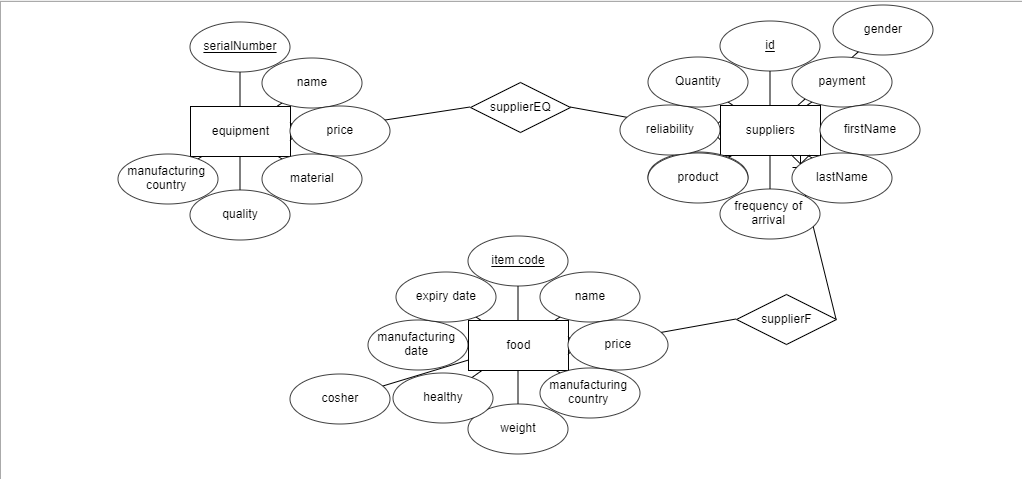 gender
serialNumber
id
name
Quantity
payment
supplierEQ
equipment
price
reliability
suppliers
firstName
manufacturing
country
material
product
lastName
quality
frequency of
arrival
item code
expiry date
name
supplierF
manufacturing
date
food
price
manufacturing
country
cosher
healthy
weight